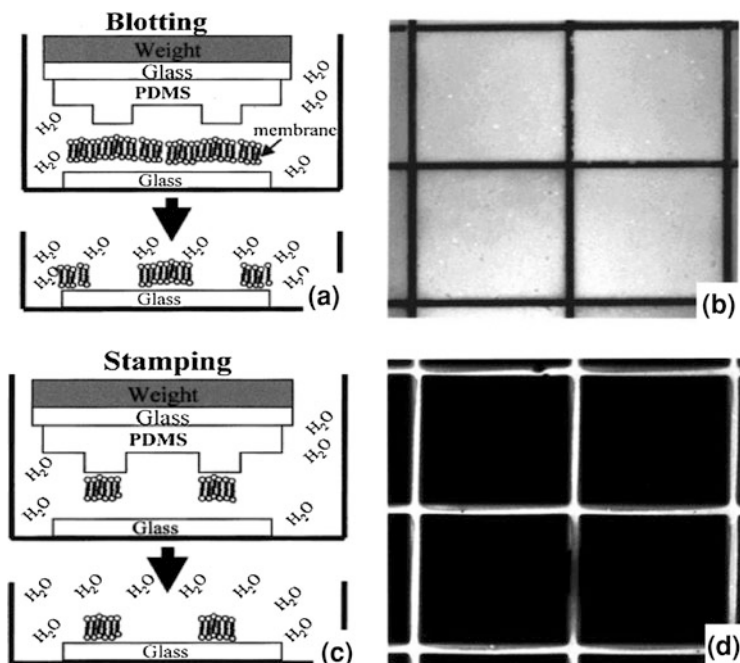 Blotting
Weight
Glass
PDMS
H₂O
H₂O
H₂O
membrane
H₂O
H₂O
Glass
H₂O
H₂O
H₂O
H₂O
H₂O
H₂O
H₂O
Glass
(a)
(b)
Stamping
Weight
Glass
PDMS
H₂O
H₂O
H₂O
H₂O
H₂O
Glass
H₂O
H₂O
H₂O
H₂O
H₂O
H₂O
H₂O
Glass
(c)
(d)